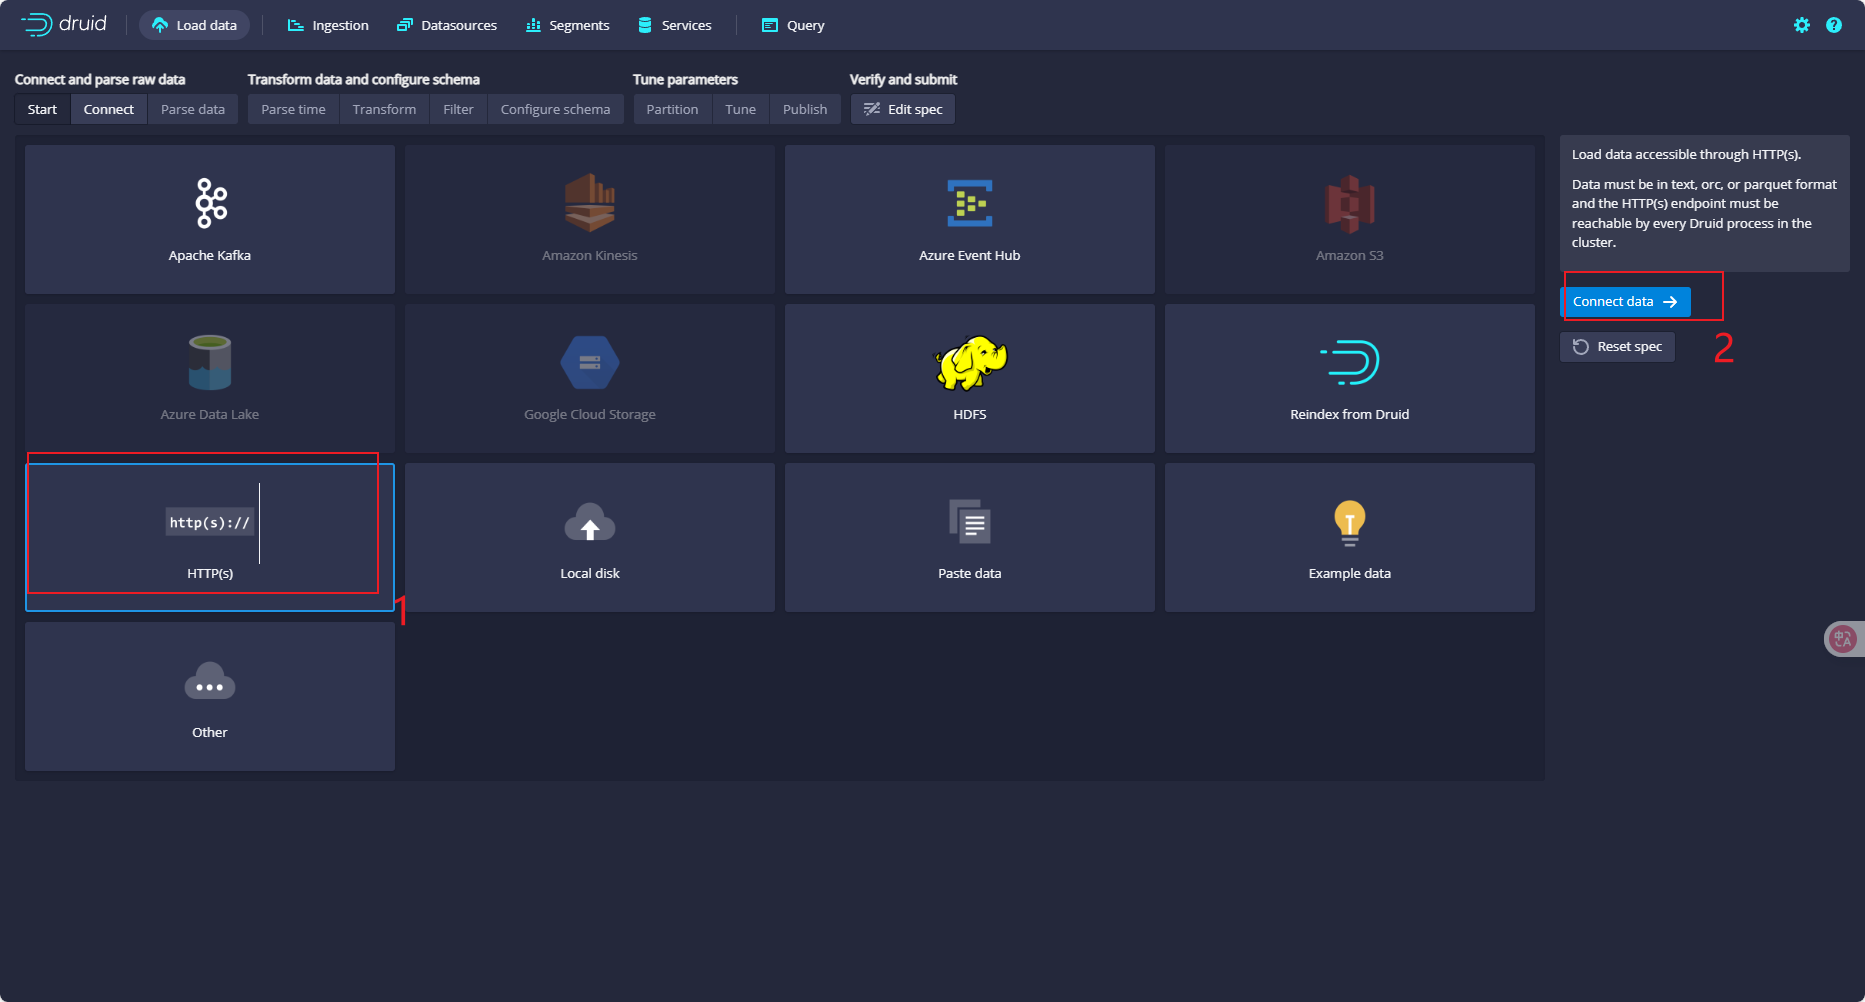 druid Load data Ingestion Datasources Segments Services Query
Connect and parse raw data Transform data and configure schema Tune parameters Verify and submit
Start Connect Parse data Parse time Transform Filter Configure schema Partition Tune Publish Edit spec
Apache Kafka
Amazon Kinesis
Azure Event Hub
Amazon S3
Load data accessible through HTTP(s).
Data must be in text, orc, or parquet format
and the HTTP(s) endpoint must be
reachable by every Druid process in the
cluster.
Connect data
2
Reset spec
Azure Data Lake
Google Cloud Storage
HDFS
Reindex from Druid
http(s)://
HTTP(s)
1
Local disk
Paste data
Example data
Other
中 A